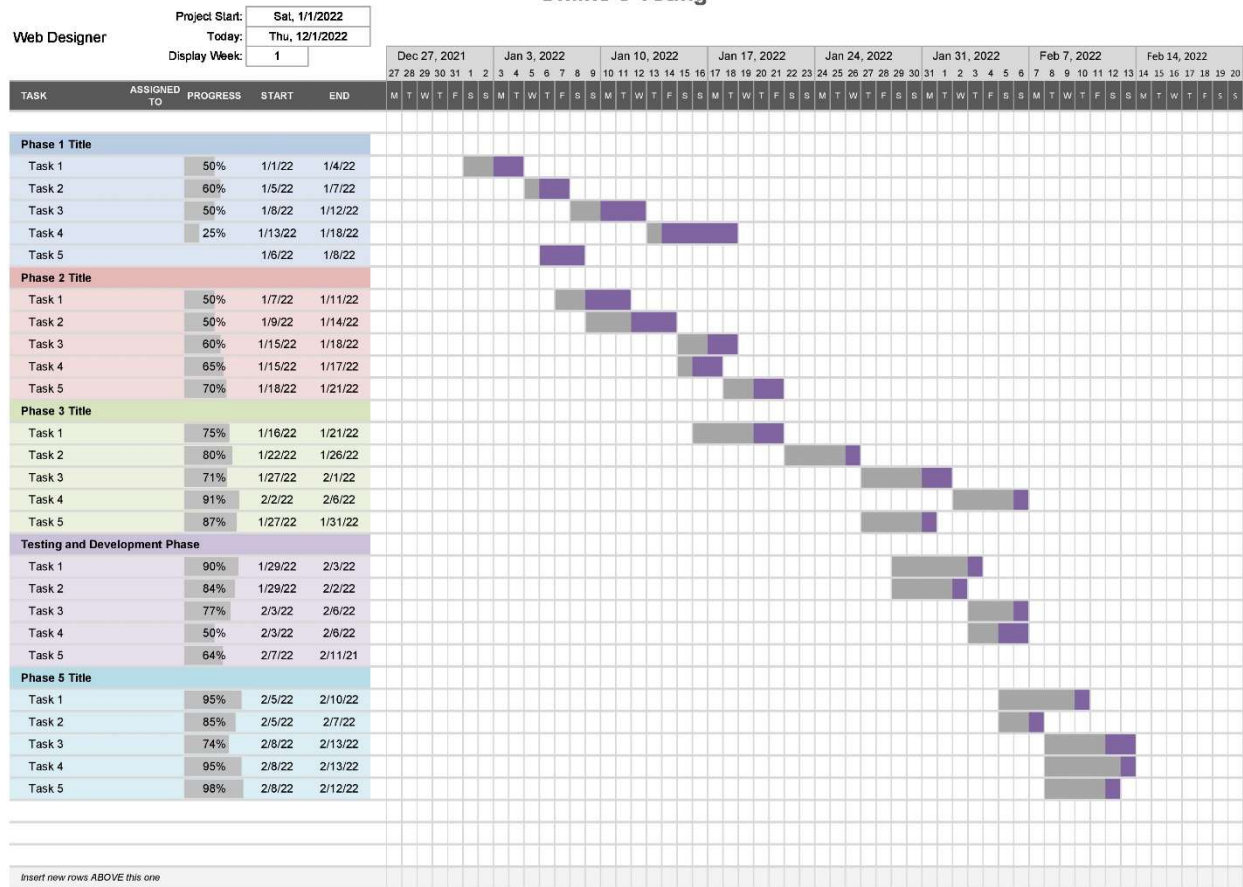 Project Start: Sat, 1/1/2022
Web Designer Today: Thu, 12/1/2022
Display Week: 1
Dec 27, 2021 Jan 3, 2022 Jan 10, 2022 Jan 17, 2022 Jan 24, 2022 Jan 31, 2022 Feb 7, 2022 Feb 14, 2022
27 28 29 30 31 1 2 3 4 5 6 7 8 9 10 11 12 13 14 15 16 17 18 19 20 21 22 23 24 25 26 27 28 29 30 31 1 2 3 4 5 6 7 8 9 10 11 12 13 14 15 16 17 18 19 20
TASK ASSIGNED TO PROGRESS START END M T W T F S S M T W T F S S M T W T F S S M T W T F S S M T W T F S S M T W T F S S M T W T F S S M T W T F S S
Phase 1 Title
Task 1 50% 1/1/22 1/4/22
Task 2 60% 1/5/22 1/7/22
Task 3 50% 1/8/22 1/12/22
Task 4 25% 1/13/22 1/18/22
Task 5 1/6/22 1/8/22
Phase 2 Title
Task 1 50% 1/7/22 1/11/22
Task 2 50% 1/9/22 1/14/22
Task 3 60% 1/15/22 1/18/22
Task 4 65% 1/15/22 1/17/22
Task 5 70% 1/18/22 1/21/22
Phase 3 Title
Task 1 75% 1/16/22 1/21/22
Task 2 80% 1/22/22 1/26/22
Task 3 71% 1/27/22 2/1/22
Task 4 91% 2/2/22 2/6/22
Task 5 87% 1/27/22 1/31/22
Testing and Development Phase
Task 1 90% 1/29/22 2/3/22
Task 2 84% 1/29/22 2/2/22
Task 3 77% 2/3/22 2/6/22
Task 4 50% 2/3/22 2/6/22
Task 5 64% 2/7/22 2/11/21
Phase 5 Title
Task 1 95% 2/5/22 2/10/22
Task 2 85% 2/5/22 2/7/22
Task 3 74% 2/8/22 2/13/22
Task 4 95% 2/8/22 2/13/22
Task 5 98% 2/8/22 2/12/22
Insert new rows ABOVE this one